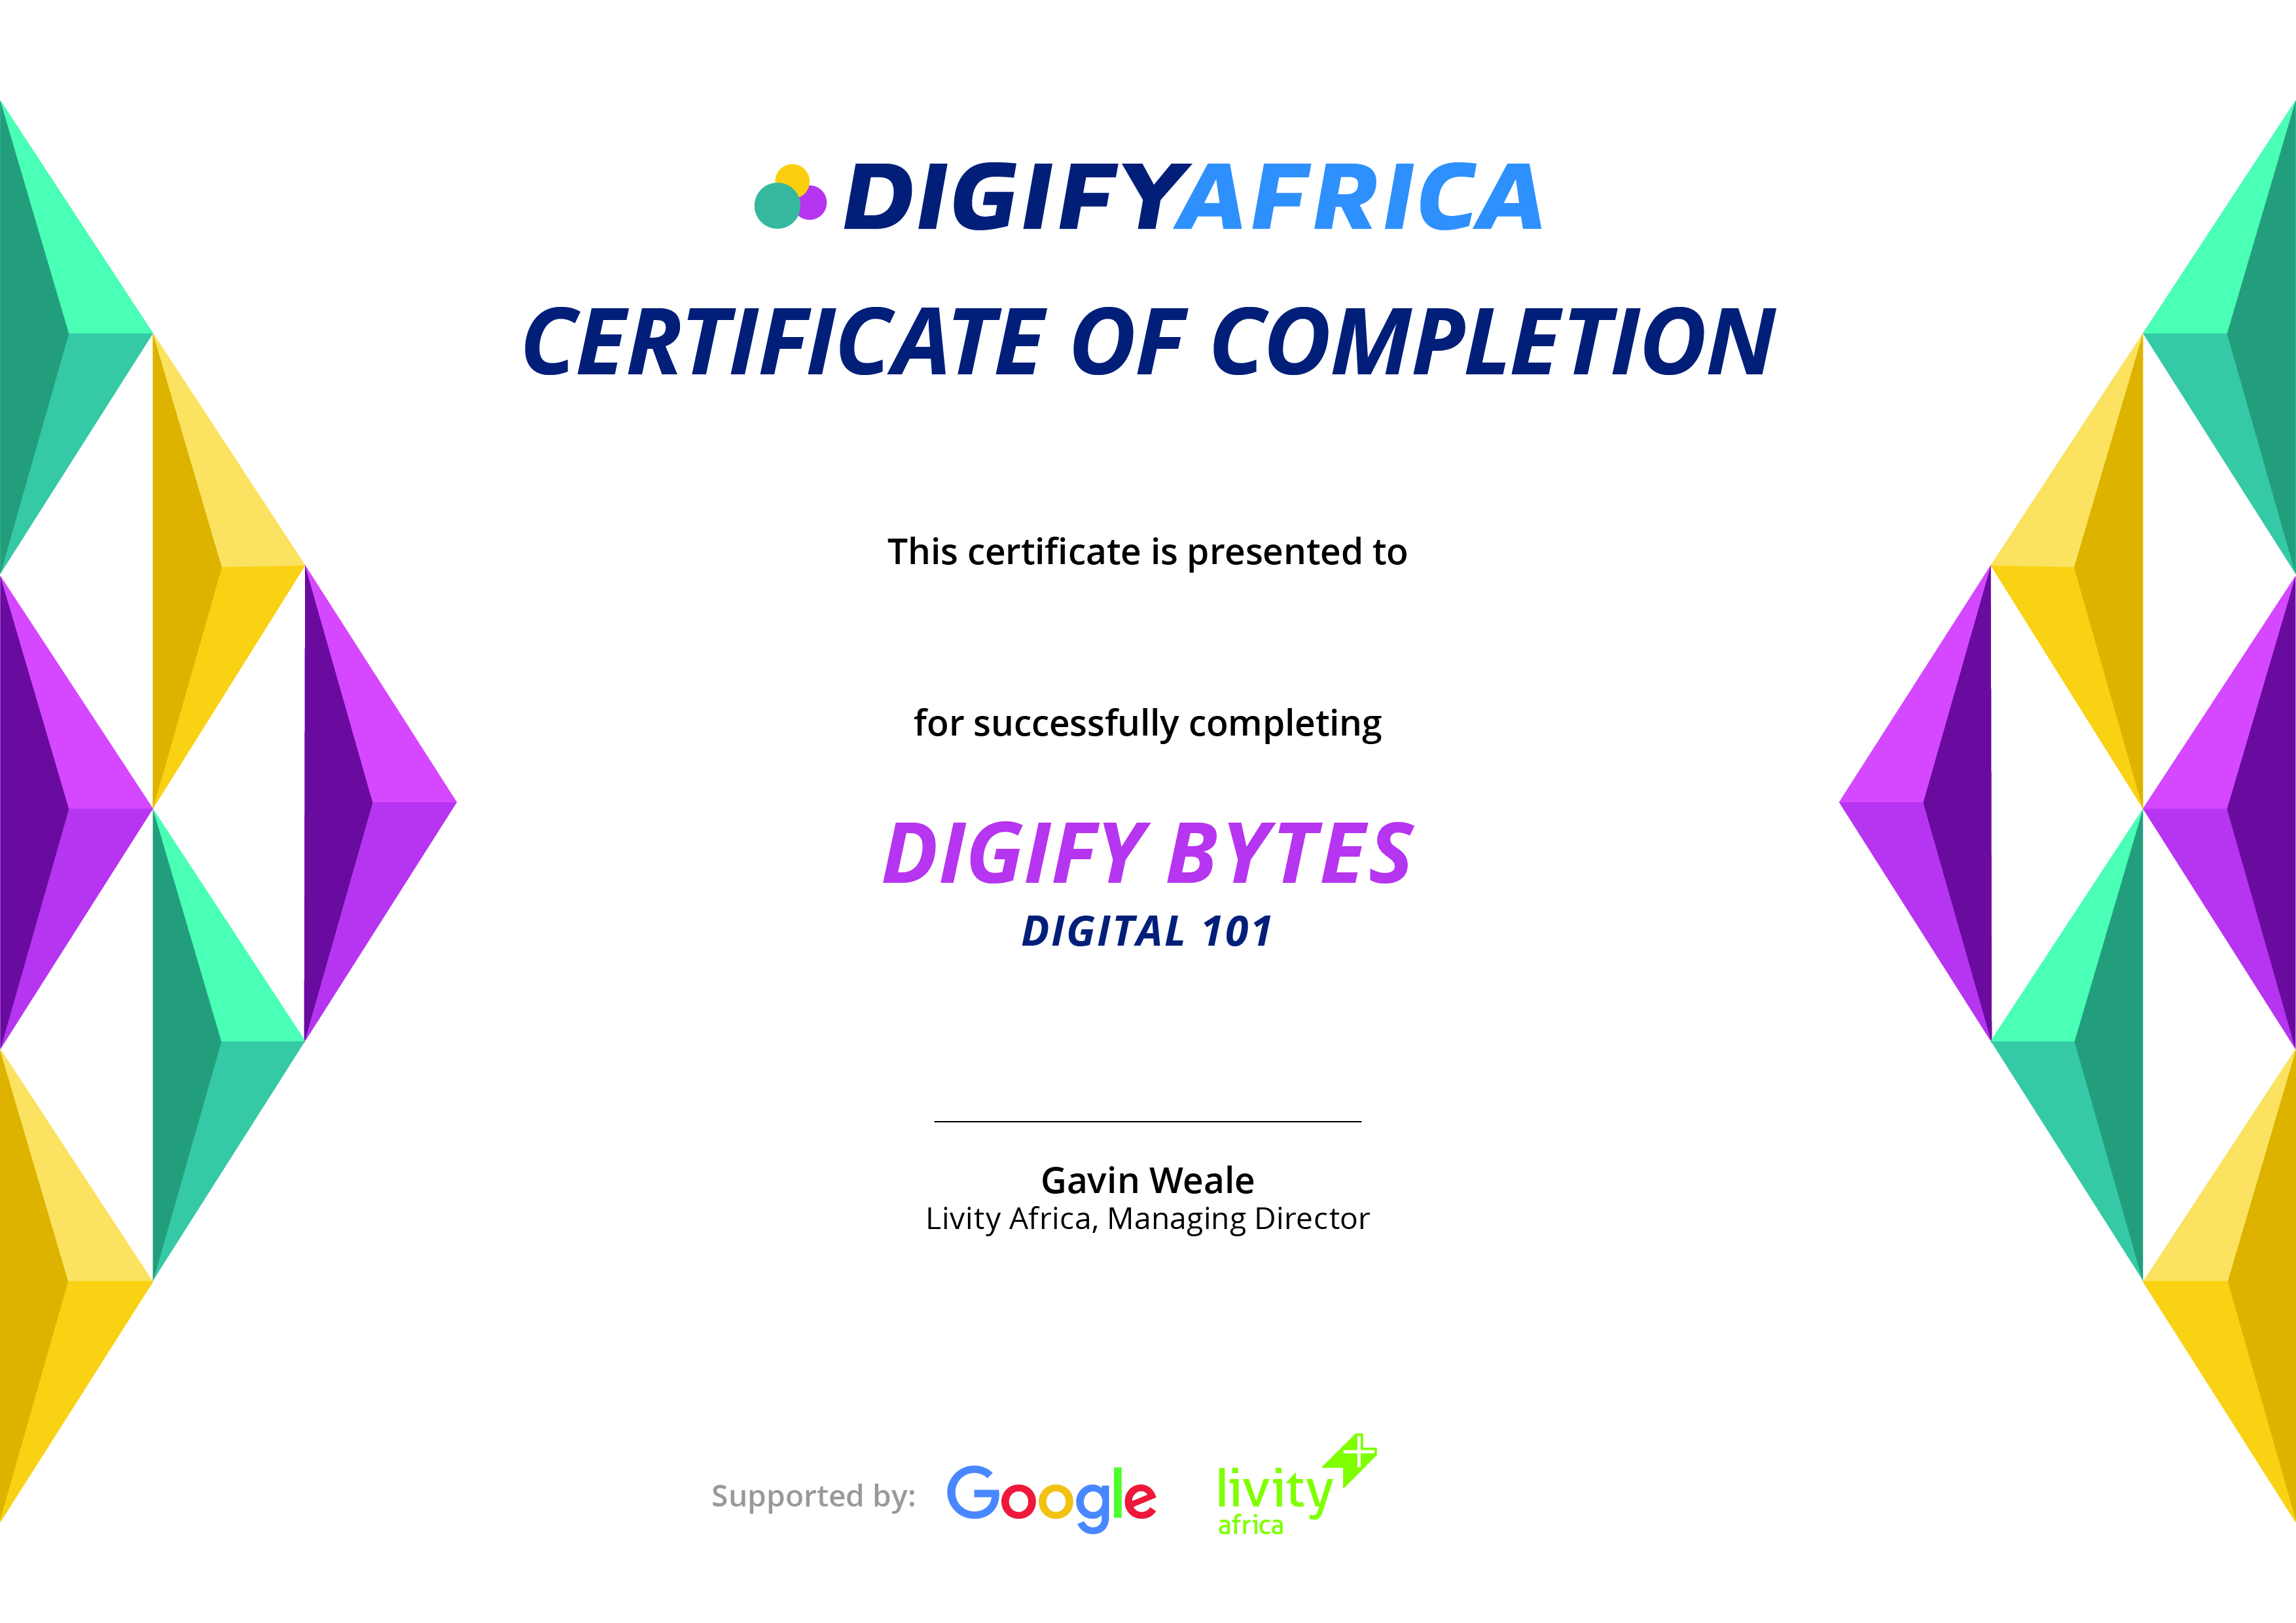 DIGIFYAFRICA
CERTIFICATE OF COMPLETION
This certificate is presented to
for successfully completing
DIGIFY BYTES
DIGITAL 101
Gavin Weale
Livity Africa, Managing Director
Supported by: Google livity africa